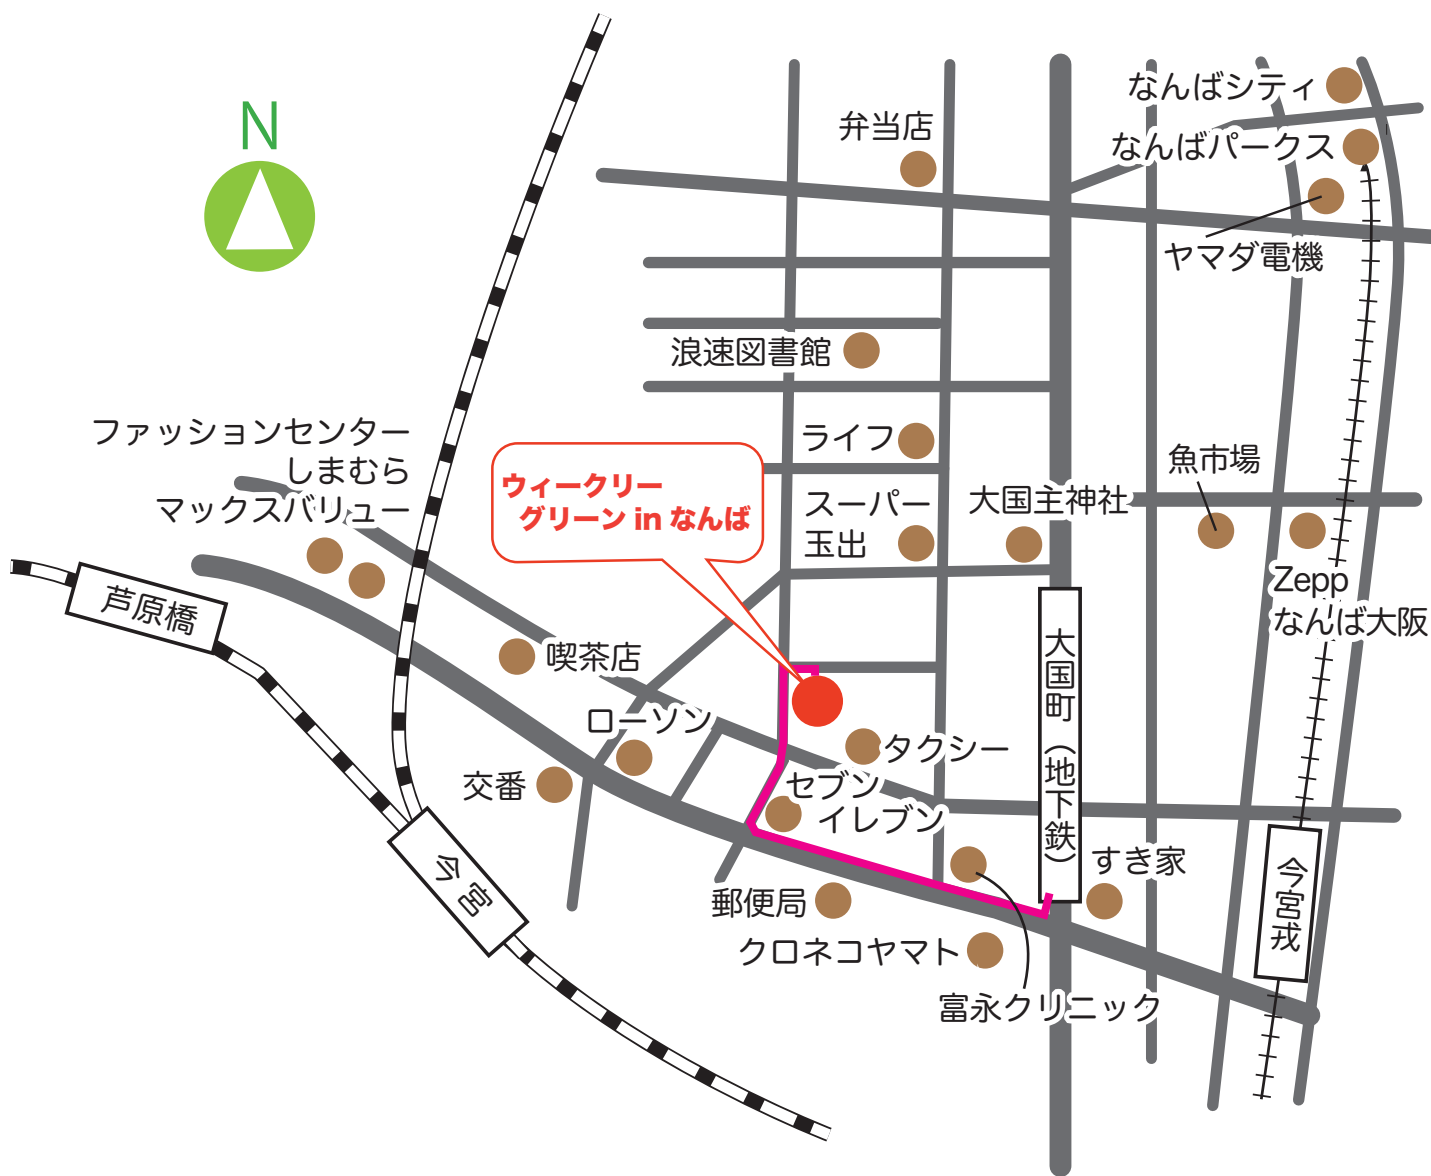 N
なんばシティ
弁当店
なんばパークス
ヤマダ電機
浪速図書館
ファッションセンター
しまむら
マックスバリュー
ライフ
魚市場
ウィークリー
グリーン in なんば
スーパー
玉出
大国主神社
Zepp
なんば大阪
芦原橋
喫茶店
大国町(地下鉄)
ローソン
タクシー
交番
セブン
イレブン
すき家
今宮
郵便局
今宮戎
クロネコヤマト
富永クリニック